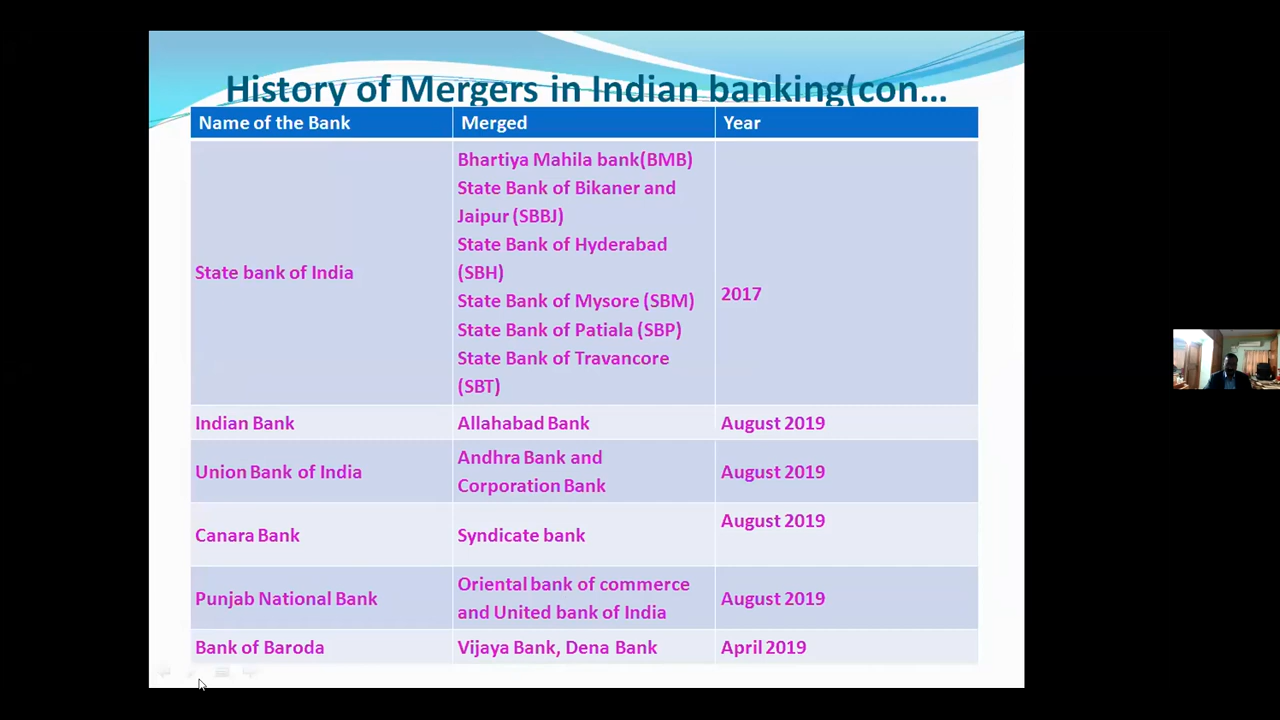 History of Mergers in Indian banking(con...
Name of the Bank
Merged
Year
State bank of India
Bhartiya Mahila bank(BMB)
State Bank of Bikaner and
Jaipur (SBBJ)
State Bank of Hyderabad
(SBH)
State Bank of Mysore (SBM)
State Bank of Patiala (SBP)
State Bank of Travancore
(SBT)
2017
Indian Bank
Allahabad Bank
August 2019
Union Bank of India
Andhra Bank and
Corporation Bank
August 2019
Canara Bank
Syndicate bank
August 2019
Punjab National Bank
Oriental bank of commerce
and United bank of India
August 2019
Bank of Baroda
Vijaya Bank, Dena Bank
April 2019